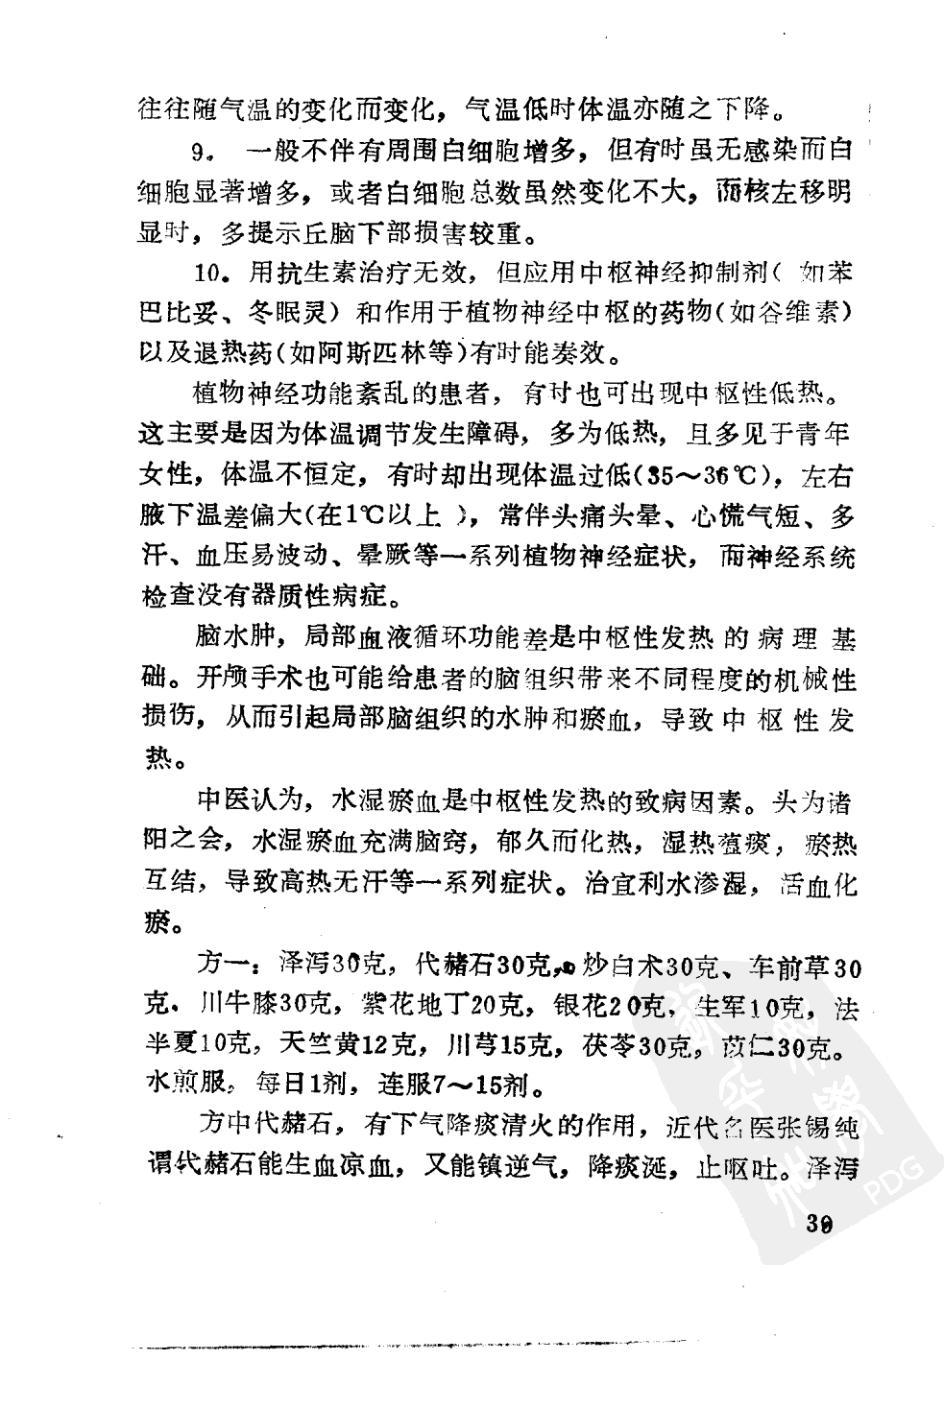 往往随气温的变化而变化，气温低时体温亦随之下降。
9． 一般不伴有周围白细胞增多，但有时虽无感染而白
细胞显著增多，或者白细胞总数虽然变化不大，而核左移明
显时，多提示丘脑下部损害较重。
10．用抗生素治疗无效，但应用中枢神经抑制剂（如苯
巴比妥、冬眠灵）和作用于植物神经中枢的药物（如谷维素）
以及退热药（如阿斯匹林等）有时能奏效。
植物神经功能紊乱的患者，有时也可出现中枢性低热。
这主要是因为体温调节发生障碍，多为低热，且多见于青年
女性，体温不恒定，有时却出现体温过低（35～36℃），左右
腋下温差偏大（在1℃以上），常伴头痛头晕、心慌气短、多
汗、血压易波动、晕厥等一系列植物神经症状，而神经系统
检查没有器质性病症。
脑水肿，局部血液循环功能差是中枢性发热的病理基
础。开颅手术也可能给患者的脑组织带来不同程度的机械性
损伤，从而引起局部脑组织的水肿和瘀血，导致中枢性发
热。
中医认为，水湿瘀血是中枢性发热的致病因素。头为诸
阳之会，水湿瘀血充满脑窍，郁久而化热，湿热蕴痰，瘀热
互结，导致高热无汗等一系列症状。治宜利水渗湿，活血化
瘀。
方一：泽泻30克，代赭石30克，炒白术30克、车前草30
克．川牛膝30克，紫花地丁20克，银花20克，生军10克，法
半夏10克，天竺黄12克，川芎15克，茯苓30克，苡仁30克。
水煎服。每日1剂，连服7～15剂。
方中代赭石，有下气降痰清火的作用，近代名医张锡纯
谓代赭石能生血凉血，又能镇逆气，降痰涎，止呕吐。泽泻
PDG
39